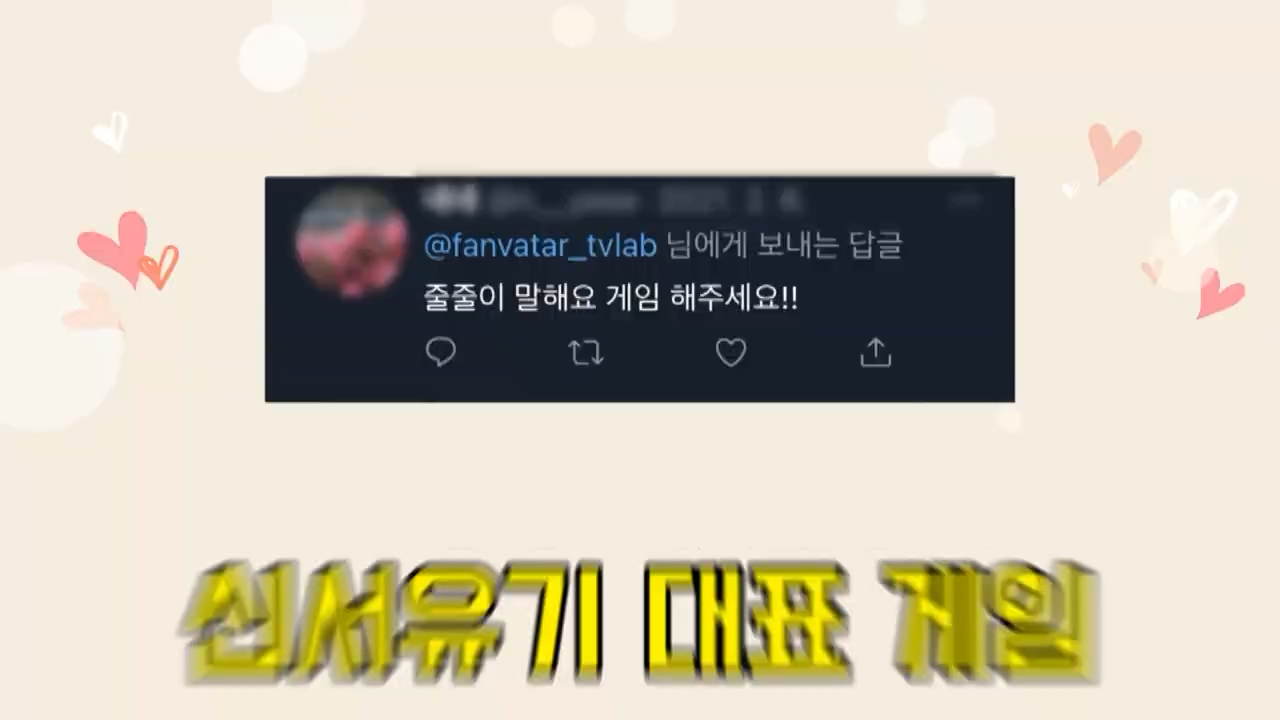 @fanvatar_tvlab 님에게 보내는 답글
줄줄이 말해요 게임 해주세요!!
신서유기 대표 게임